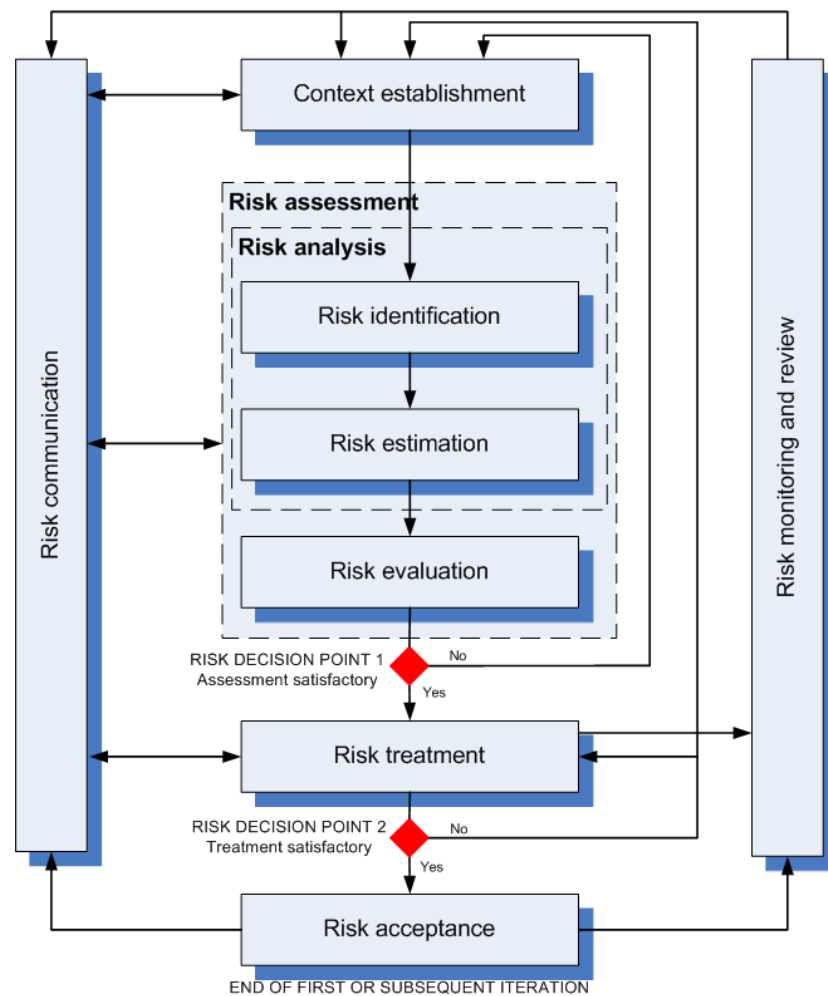 Context establishment
Risk assessment
Risk analysis
Risk identification
Risk communication
Risk monitoring and review
Risk estimation
Risk evaluation
RISK DECISION POINT 1
Assessment satisfactory
No
Yes
Risk treatment
RISK DECISION POINT 2
Treatment satisfactory
No
Yes
Risk acceptance
END OF FIRST OR SUBSEQUENT ITERATION